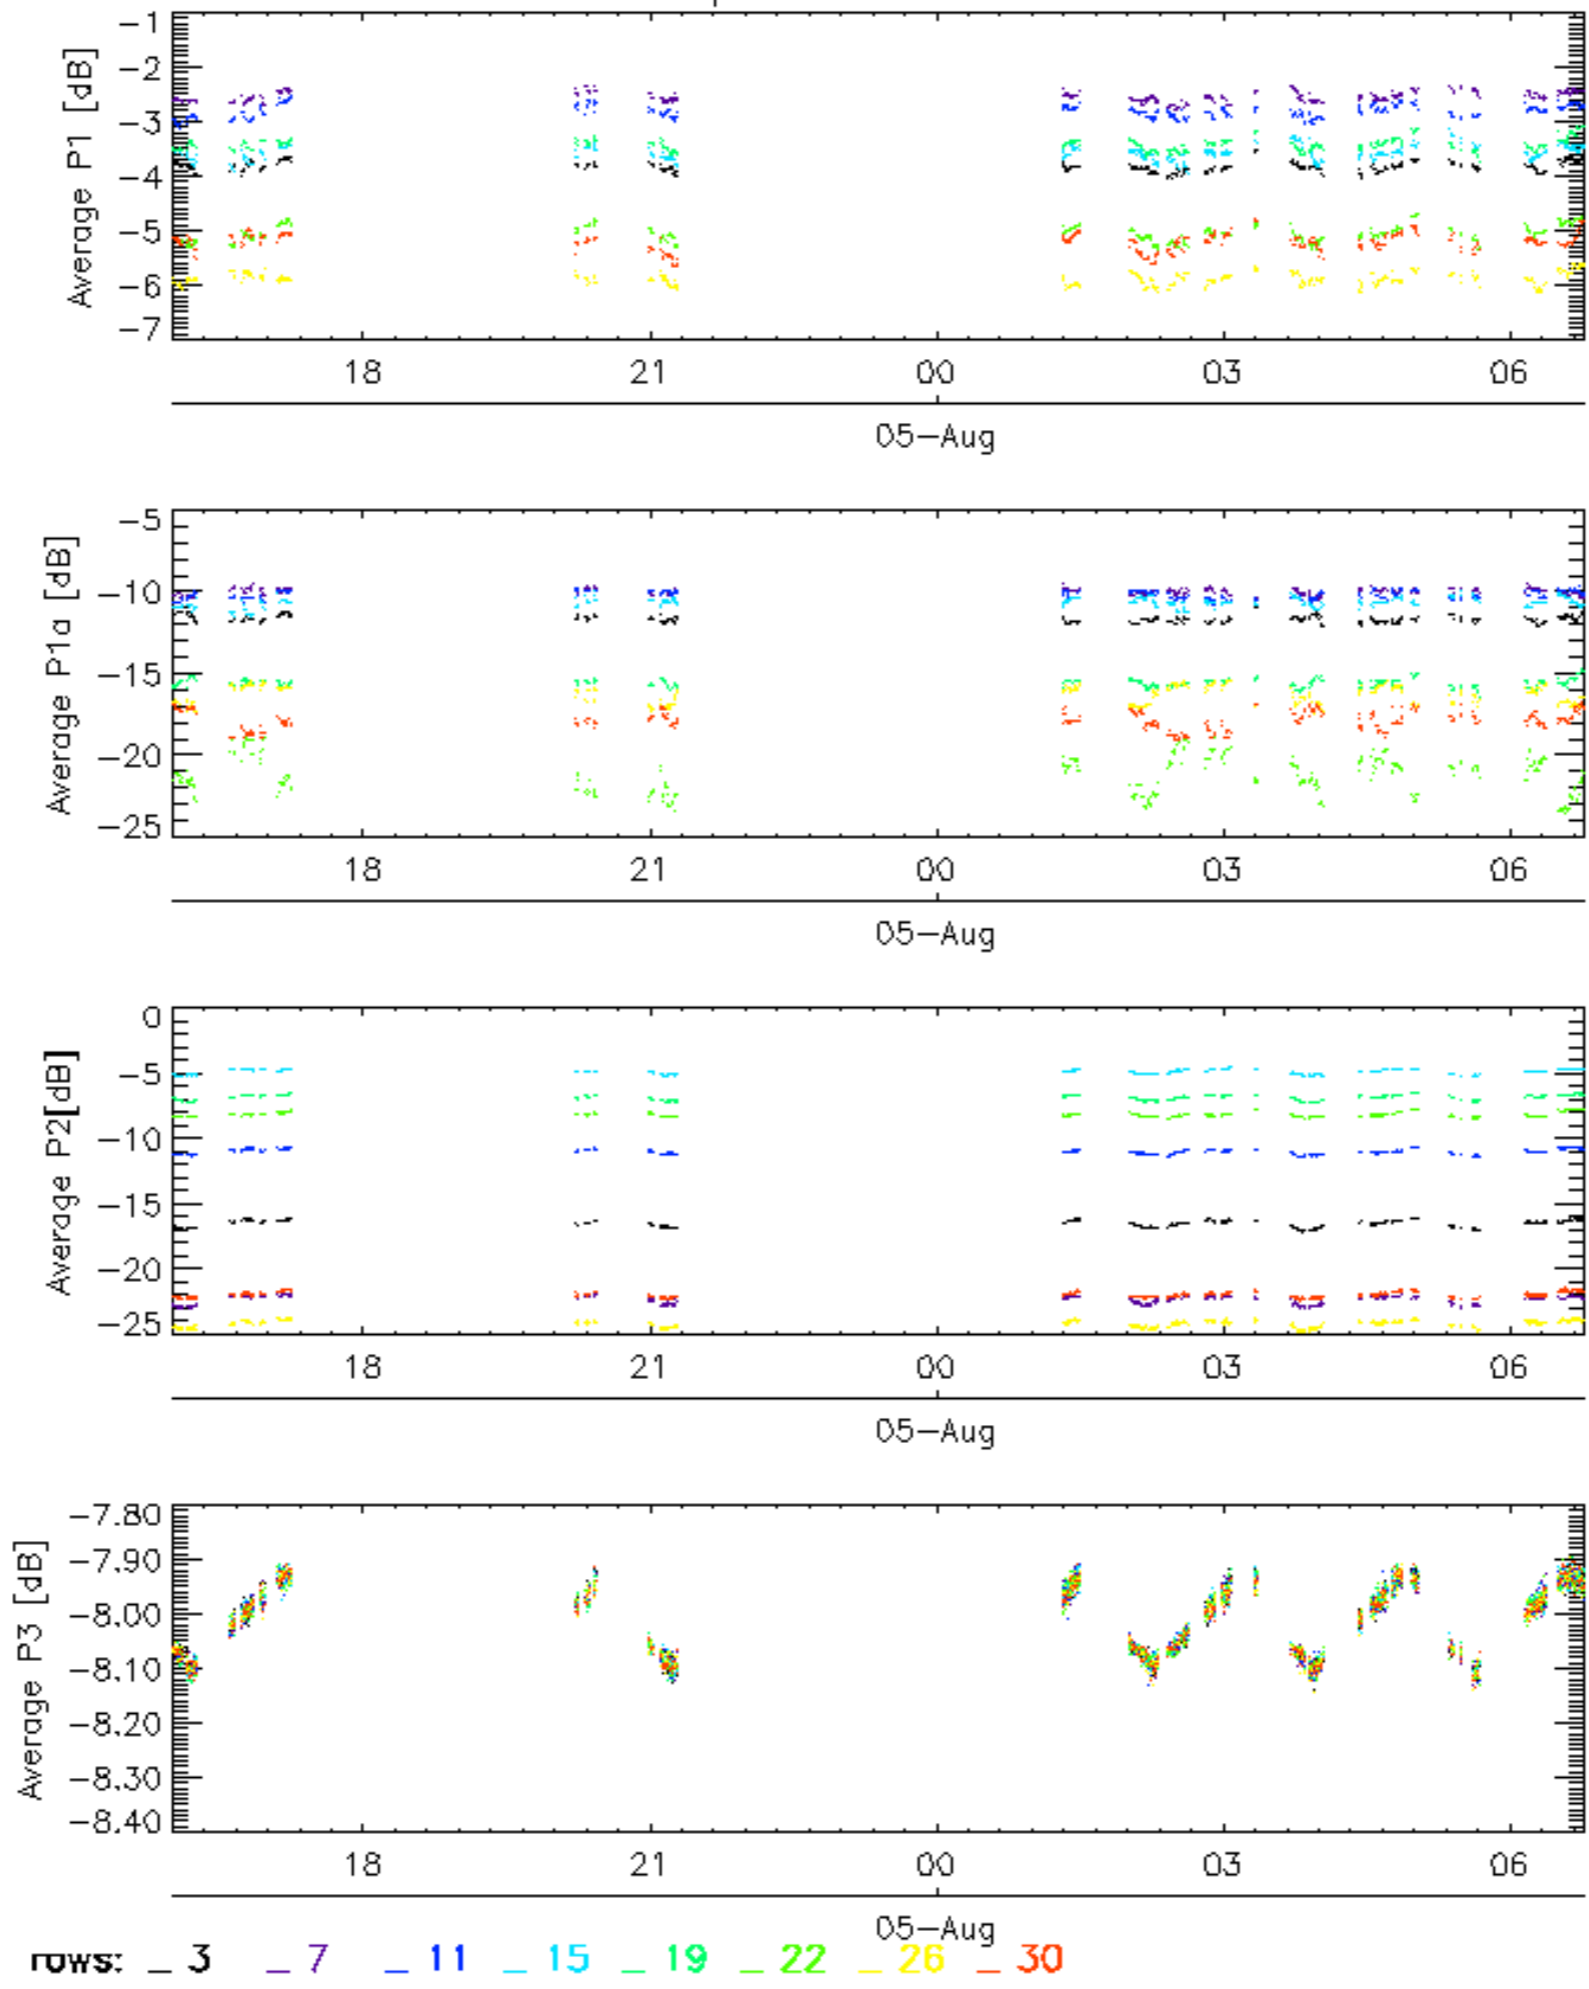 Average P1 [dB]
-1
-2
-3
-4
-5
-6
-7
18 21 00 03 06
05-Aug
Average P1a [dB]
-5
-10
-15
-20
-25
18 21 00 03 06
05-Aug
Average P2[dB]
0
-5
-10
-15
-20
-25
18 21 00 03 06
05-Aug
Average P3 [dB]
-7.80
-7.90
-8.00
-8.10
-8.20
-8.30
-8.40
18 21 00 03 06
05-Aug
rows: _ 3 _ 7 _ 11 _ 15 _ 19 _ 22 _ 26 _ 30